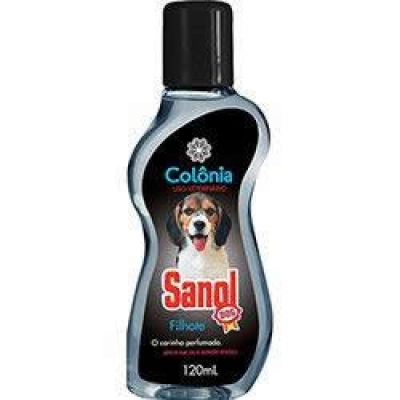 Colônia
USO VETERINÁRIO
Sanol
DOG
Filhote
O carinho perfumado.
120mL